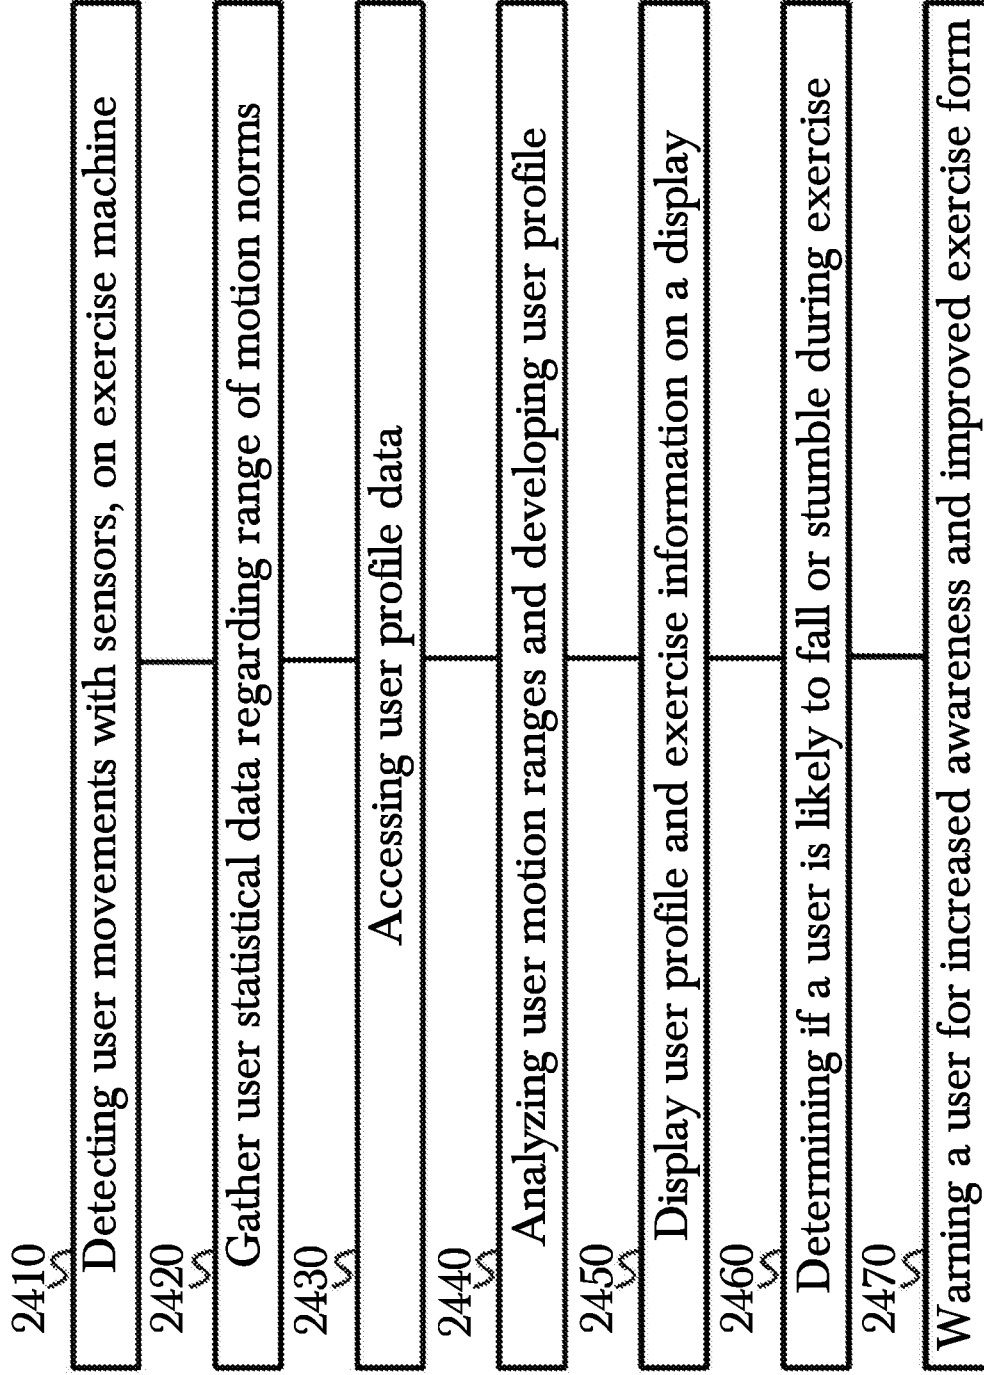 2410
Detecting user movements with sensors, on exercise machine
2420
Gather user statistical data regarding range of motion norms
2430
Accessing user profile data
2440
Analyzing user motion ranges and developing user profile
2450
Display user profile and exercise information on a display
2460
Determining if a user is likely to fall or stumble during exercise
2470
Warning a user for increased awareness and improved exercise form